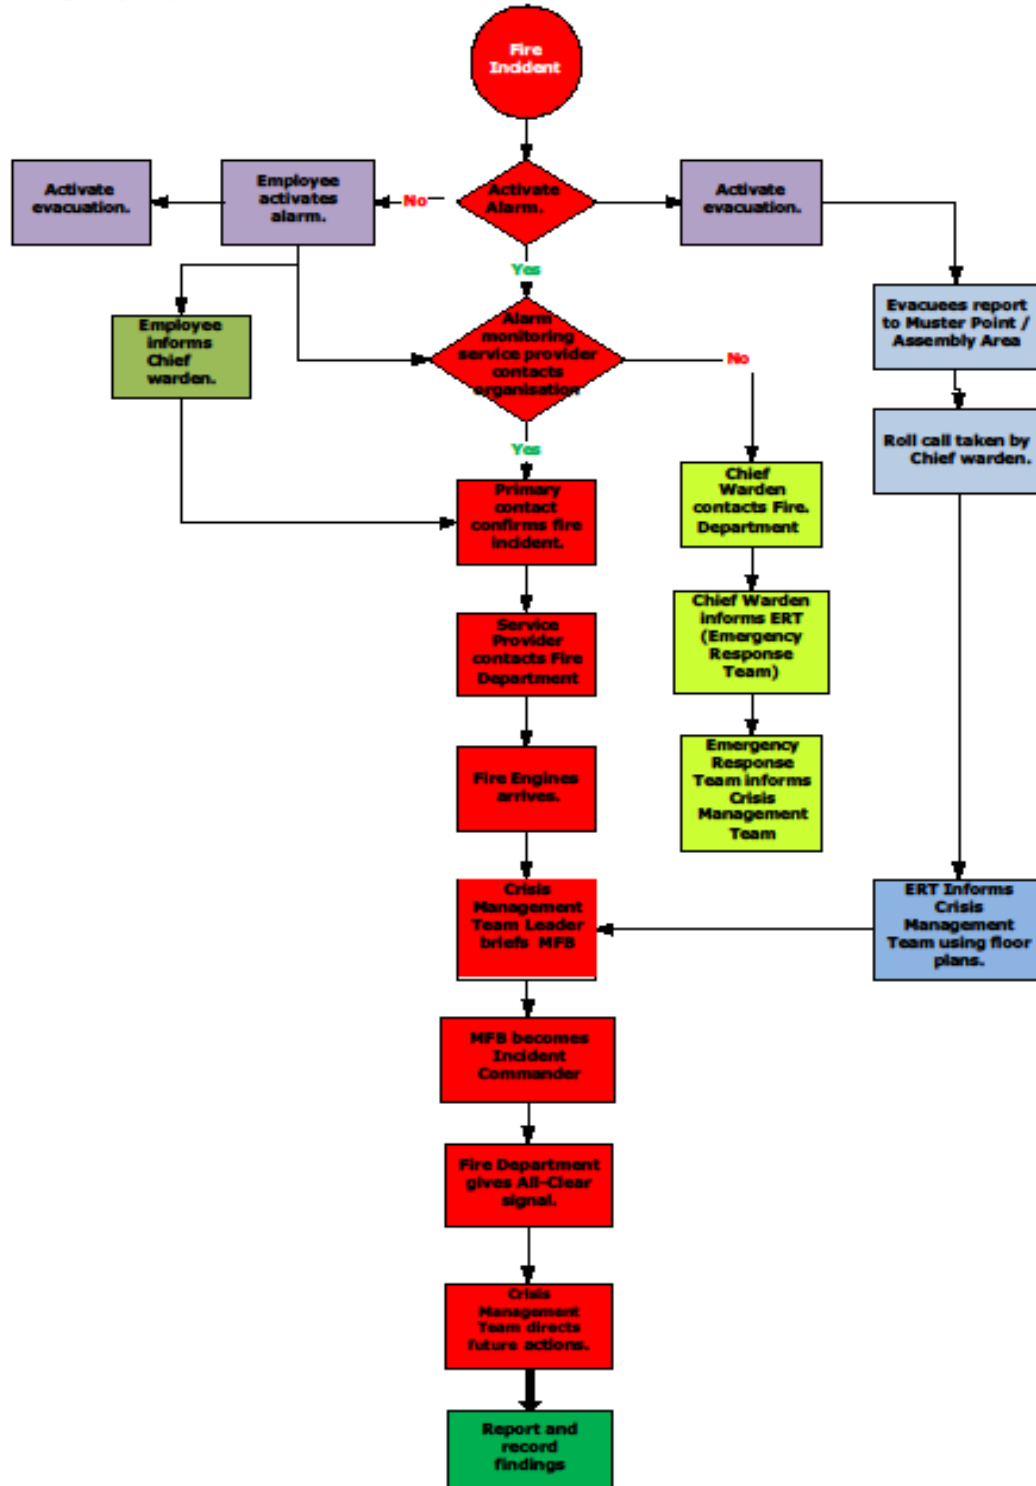 Fire
Incident
Activate
evacuation.
Employee
activates
alarm.
No
Activate
Alarm.
Activate
evacuation.
Yes
Employee
informs
Chief
warden.
Alarm
monitoring
service provider
contacts
organisation
No
Evacuees report
to Muster Point /
Assembly Area
Roll call taken by
Chief warden.
Yes
Primary
contact
confirms fire
incident.
Chief
Warden
contacts Fire.
Department
Service
Provider
contacts Fire
Department
Chief Warden
informs ERT
(Emergency
Response
Team)
Fire Engines
arrives.
Emergency
Response
Team informs
Crisis
Management
Team
Crisis
Management
Team Leader
briefs MFB
ERT Informs
Crisis
Management
Team using floor
plans.
MFB becomes
Incident
Commander
Fire Department
gives All-Clear
signal.
Crisis
Management
Team directs
future actions.
Report and
record
findings